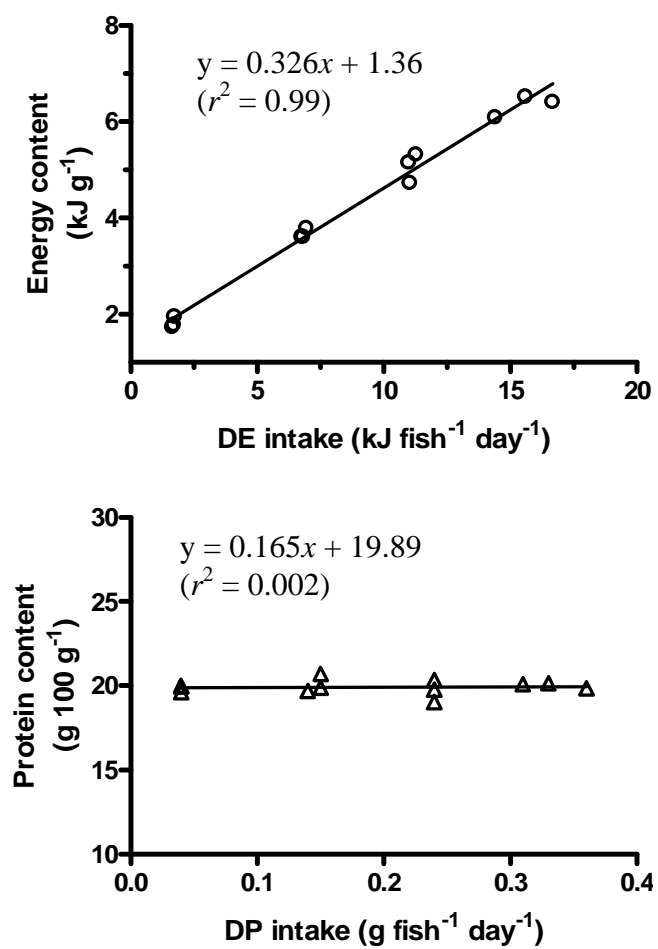 y = 0.326x + 1.36
(r² = 0.99)
Energy content
(kJ g⁻¹)
8
6
4
2
0 5 10 15 20
DE intake (kJ fish⁻¹ day⁻¹)
y = 0.165x + 19.89
(r² = 0.002)
Protein content
(g 100 g⁻¹)
30
25
20
15
10
0.0 0.1 0.2 0.3 0.4
DP intake (g fish⁻¹ day⁻¹)